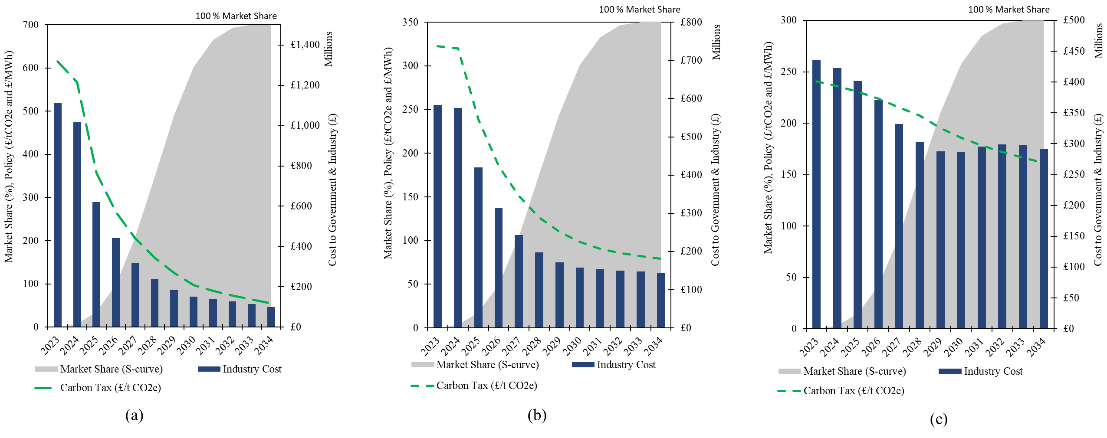 100 % Market Share
Market Share (%), Policy (£/tCO2e and £/MWh)
700
600
500
400
300
200
100
0
£1,400
£1,200
£1,000
£800
£600
£400
£200
£0
Millions
Cost to Government & Industry (£)
2023 2024 2025 2026 2027 2028 2029 2030 2031 2032 2033 2034
Market Share (S-curve) Industry Cost
Carbon Tax (£/t CO2e)
(a)
100 % Market Share
Market Share (%), Policy (£/tCO2e and £/MWh)
350
300
250
200
150
100
50
0
£800
£700
£600
£500
£400
£300
£200
£100
£0
Millions
Cost to Government & Industry (£)
2023 2024 2025 2026 2027 2028 2029 2030 2031 2032 2033 2034
Market Share (S-curve) Industry Cost
Carbon Tax (£/t CO2e)
(b)
100 % Market Share
Market Share (%), Policy (£/tCO2e and £/MWh)
300
250
200
150
100
50
0
£500
£450
£400
£350
£300
£250
£200
£150
£100
£50
£0
Millions
Cost to Government & Industry (£)
2023 2024 2025 2026 2027 2028 2029 2030 2031 2032 2033 2034
Market Share (S-curve) Industry Cost
Carbon Tax (£/t CO2e)
(c)